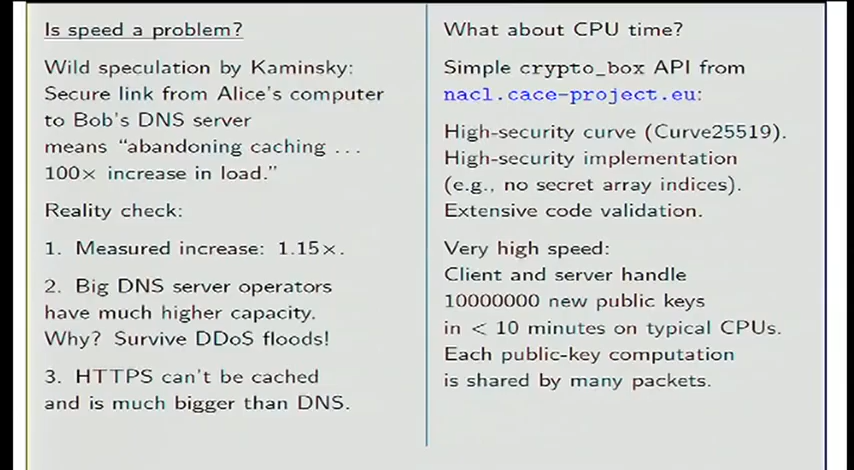 Is speed a problem?
Wild speculation by Kaminsky:
Secure link from Alice's computer
to Bob's DNS server
means “abandoning caching ...
100× increase in load.”
Reality check:
1. Measured increase: 1.15×.
2. Big DNS server operators
have much higher capacity.
Why? Survive DDoS floods!
3. HTTPS can't be cached
and is much bigger than DNS.
What about CPU time?
Simple crypto_box API from
nacl.cace-project.eu:
High-security curve (Curve25519).
High-security implementation
(e.g., no secret array indices).
Extensive code validation.
Very high speed:
Client and server handle
10000000 new public keys
in < 10 minutes on typical CPUs.
Each public-key computation
is shared by many packets.